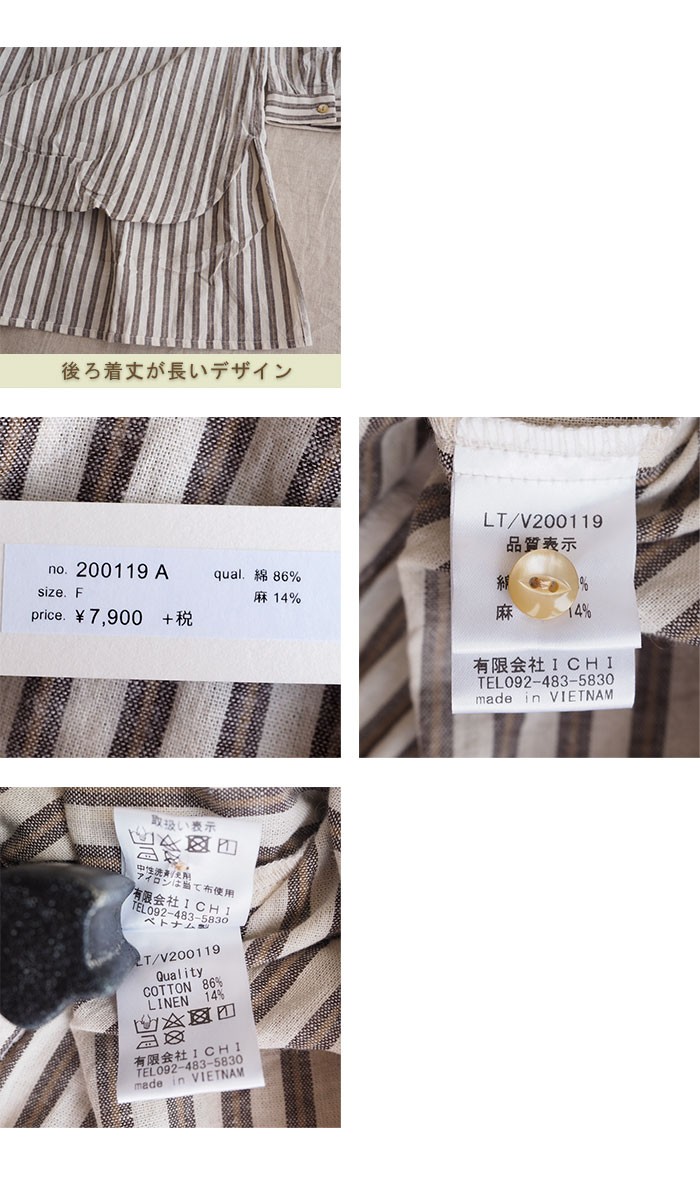 後ろ着丈が長いデザイン
no. 200119 A
size. F
price. ¥7,900 +税
qual. 綿 86%
麻 14%
LT/V200119
品質表示
綿 %
麻 14%
有限会社ICHI
TEL092-483-5830
made in VIETNAM
取扱い表示
中性洗剤使用
アイロンは当て布使用
有限会社ICHI
TEL092-483-5830
ベトナム製
LT/V200119
Quality
COTTON 86%
LINEN 14%
有限会社ICHI
TEL092-483-5830
made in VIETNAM